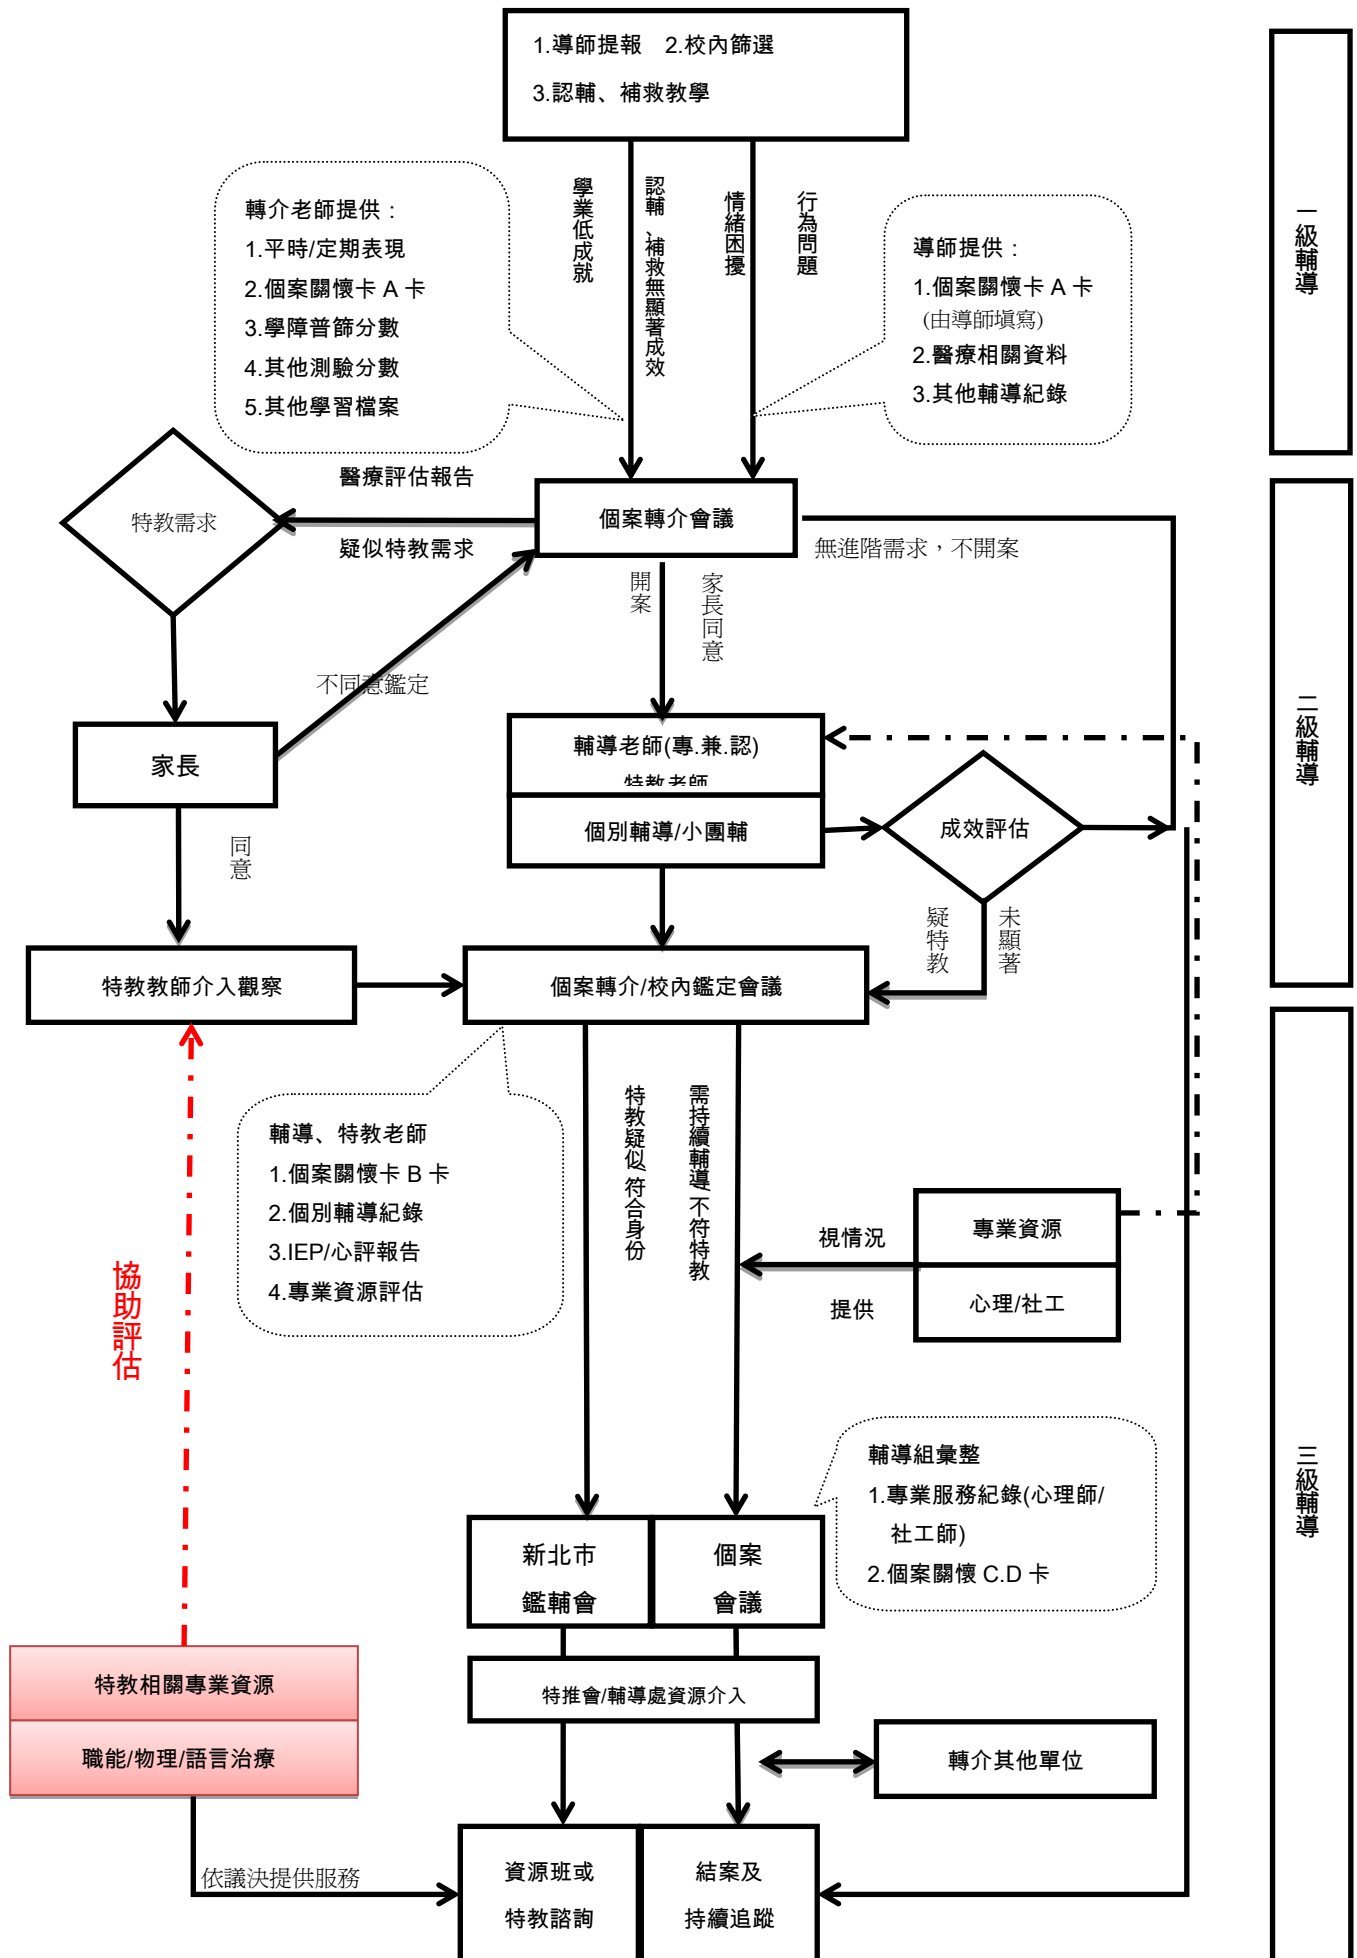 1.導師提報　2.校內篩選
3.認輔、補救教學
一級輔導
學業低成就
認輔、補救無顯著成效
情緒困擾
行為問題
轉介老師提供：
1.平時/定期表現
2.個案關懷卡 A 卡
3.學障普篩分數
4.其他測驗分數
5.其他學習檔案
導師提供：
1.個案關懷卡 A 卡
(由導師填寫)
2.醫療相關資料
3.其他輔導紀錄
醫療評估報告
特教需求
個案轉介會議
疑似特教需求
無進階需求，不開案
二級輔導
開案
家長同意
不同意鑑定
家長
輔導老師(專.兼.認)
特教老師
個別輔導/小團輔
成效評估
同意
疑特教
未顯著
特教教師介入觀察
個案轉介/校內鑑定會議
三級輔導
特教疑似/符合身份
需持續輔導/不符特教
輔導、特教老師
1.個案關懷卡 B 卡
2.個別輔導紀錄
3.IEP/心評報告
4.專業資源評估
協助評估
視情況
提供
專業資源
心理/社工
輔導組彙整
1.專業服務紀錄(心理師/
社工師)
2.個案關懷 C.D 卡
新北市
鑑輔會
個案
會議
特教相關專業資源
職能/物理/語言治療
特推會/輔導處資源介入
轉介其他單位
依議決提供服務
資源班或
特教諮詢
結案及
持續追蹤